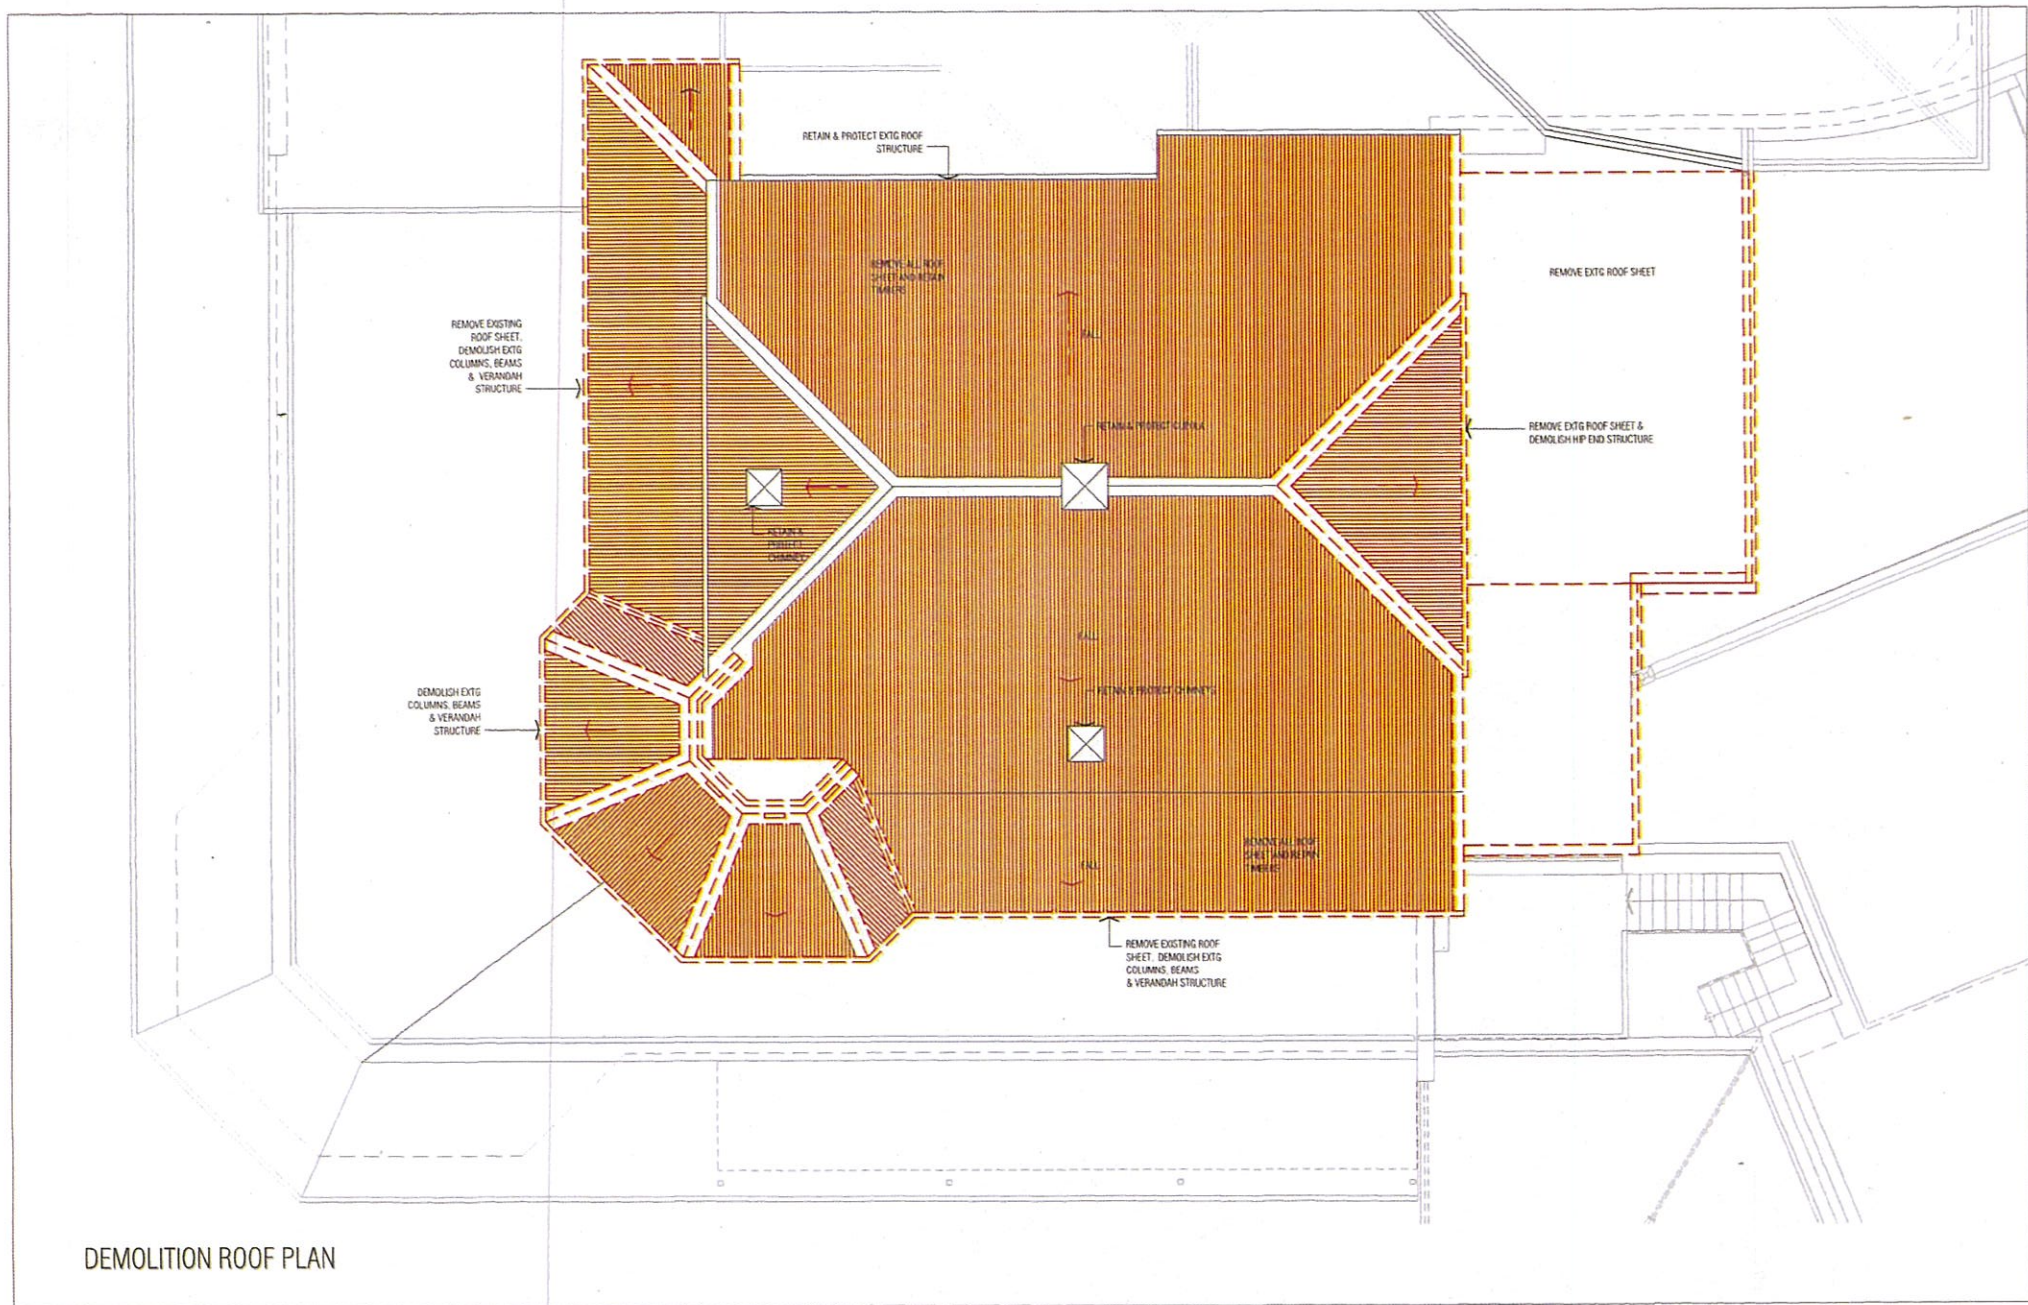 RETAIN & PROTECT EXTG ROOF
STRUCTURE
REMOVE ALL ROOF
SHEET AND RETAIN
TIMBERS
REMOVE EXTG ROOF SHEET
REMOVE EXISTING
ROOF SHEET,
DEMOLISH EXTG
COLUMNS, BEAMS
& VERANDAH
STRUCTURE
FALL
RETAIN & PROTECT CUPOLA
REMOVE EXTG ROOF SHEET &
DEMOLISH HIP END STRUCTURE
RETAIN &
PROTECT
CHIMNEY
FALL
DEMOLISH EXTG
COLUMNS, BEAMS
& VERANDAH
STRUCTURE
RETAIN & PROTECT CHIMNEYS
REMOVE ALL ROOF
SHEET AND RETAIN
TIMBERS
FALL
REMOVE EXISTING ROOF
SHEET, DEMOLISH EXTG
COLUMNS, BEAMS
& VERANDAH STRUCTURE
DEMOLITION ROOF PLAN